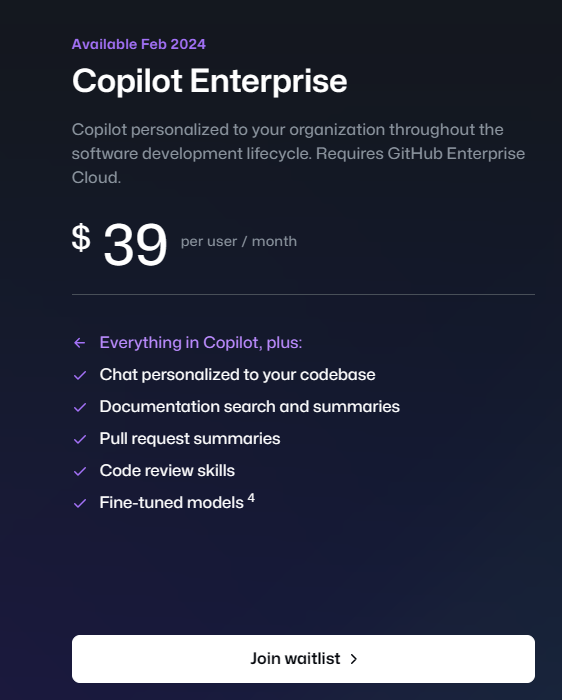 Available Feb 2024
Copilot Enterprise
Copilot personalized to your organization throughout the
software development lifecycle. Requires GitHub Enterprise
Cloud.
$ 39 per user / month
← Everything in Copilot, plus:
✓ Chat personalized to your codebase
✓ Documentation search and summaries
✓ Pull request summaries
✓ Code review skills
✓ Fine-tuned models 4
Join waitlist >